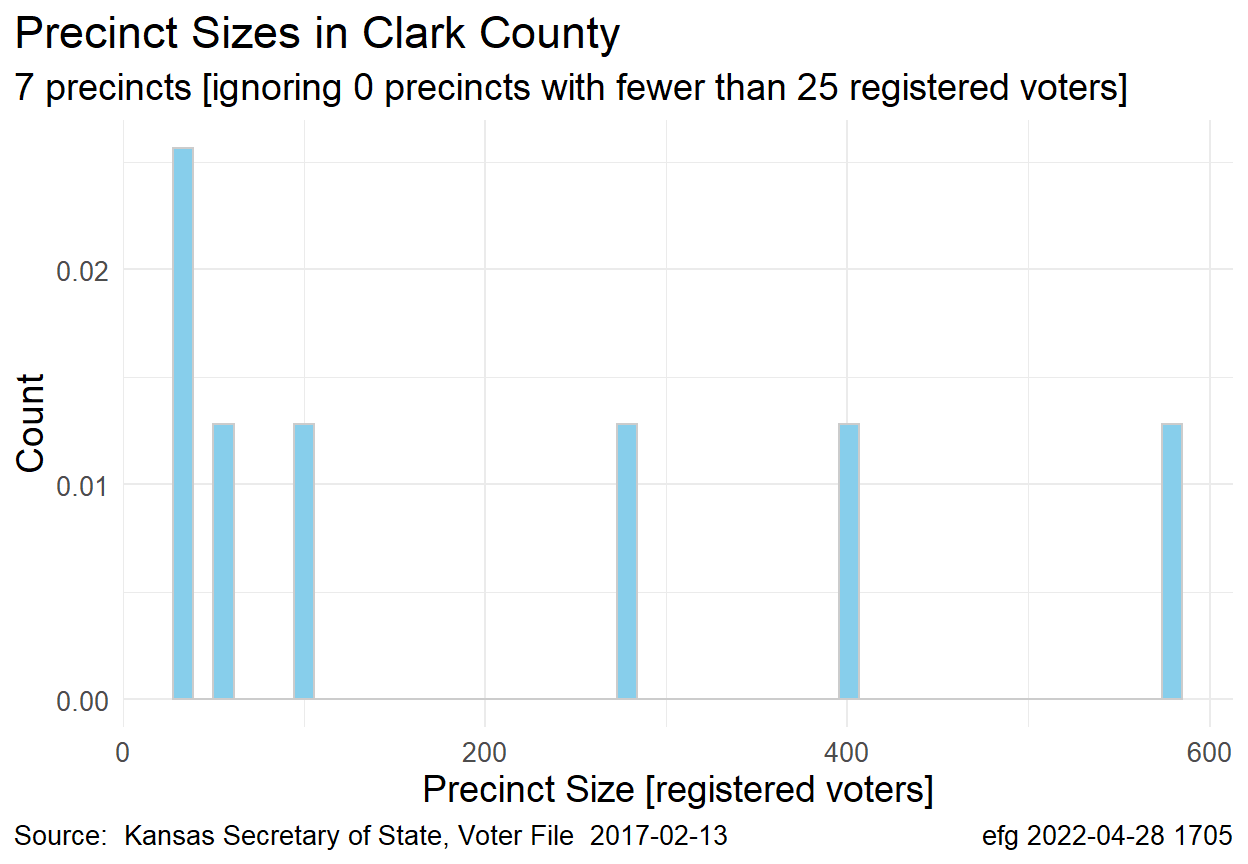 Precinct Sizes in Clark County
7 precincts [ignoring 0 precincts with fewer than 25 registered voters]
Count
0.02
0.01
0.00
0 200 400 600
Precinct Size [registered voters]
Source:  Kansas Secretary of State, Voter File  2017-02-13
efg 2022-04-28 1705